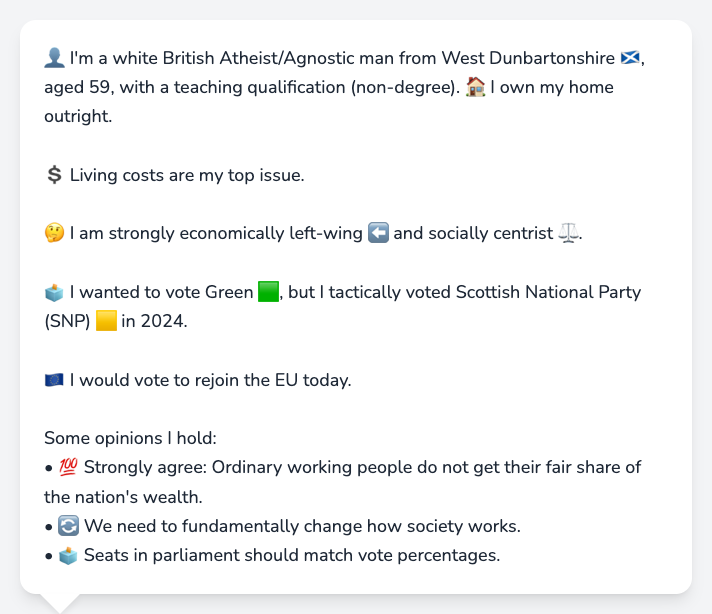 👤 I'm a white British Atheist/Agnostic man from West Dunbartonshire 🏴󠁧󠁢󠁳󠁣󠁴󠁿,
aged 59, with a teaching qualification (non-degree). 🏠 I own my home
outright.
💲 Living costs are my top issue.
🤔 I am strongly economically left-wing ⬅️ and socially centrist ⚖️.
🗳️ I wanted to vote Green 🟩, but I tactically voted Scottish National Party
(SNP) 🟨 in 2024.
🇪🇺 I would vote to rejoin the EU today.
Some opinions I hold:
• 💯 Strongly agree: Ordinary working people do not get their fair share of
the nation's wealth.
• 🔄 We need to fundamentally change how society works.
• 🗳️ Seats in parliament should match vote percentages.